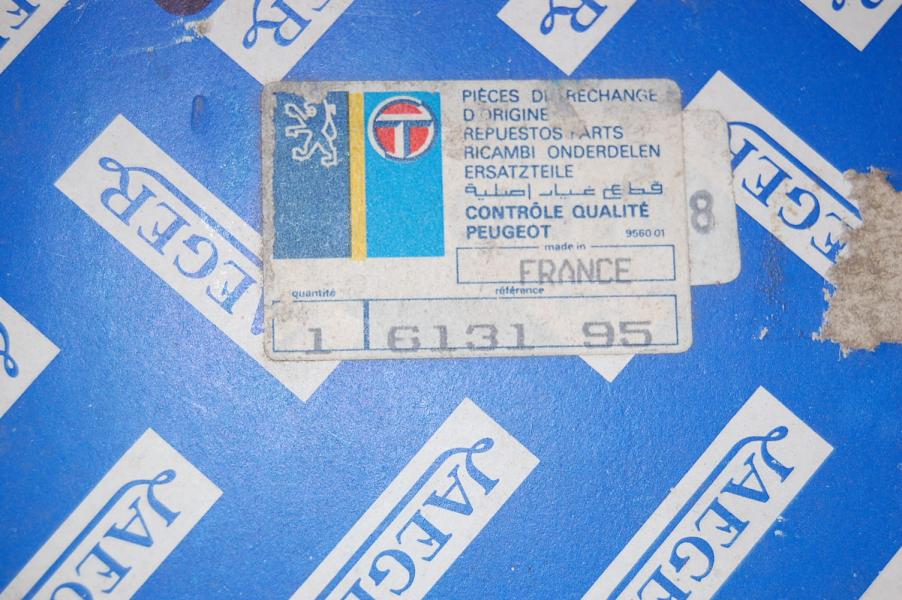 PIÈCES DE RECHANGE
D'ORIGINE
REPUESTOS PARTS
RICAMBI ONDERDELEN
ERSATZTEILE
قطع غيار اصلية
CONTRÔLE QUALITÉ
PEUGEOT 9560.01
made in
FRANCE
quantité référence
1 6131 95
8
JAEGER
JAEGER
JAEGER
JAEGER
JAEGER